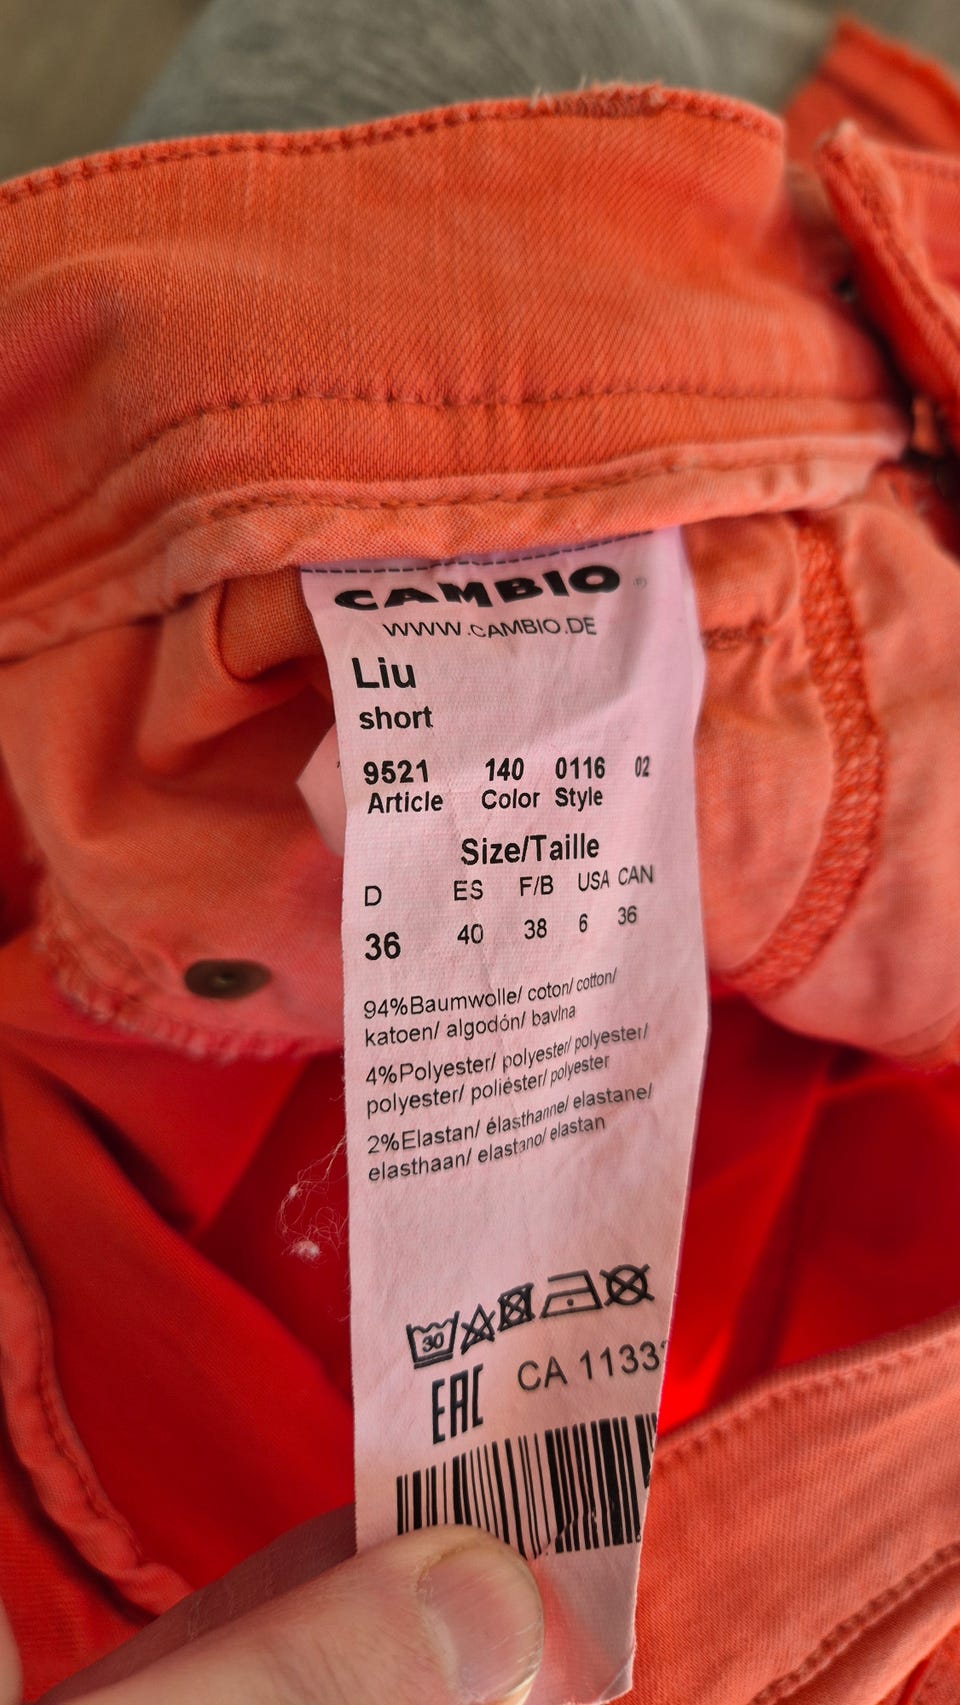 CAMBIO ®
WWW.CAMBIO.DE
Liu
short
9521 140 0116 02
Article Color Style
Size/Taille
D ES F/B USA CAN
36 40 38 6 36
94%Baumwolle/ coton/ cotton/
katoen/ algodón/ bavlna
4%Polyester/ polyester/ polyester/
polyester/ poliéster/ polyester
2%Elastan/ élasthanne/ elastane/
elasthaan/ elastano/ elastan
30
EAC CA 1133